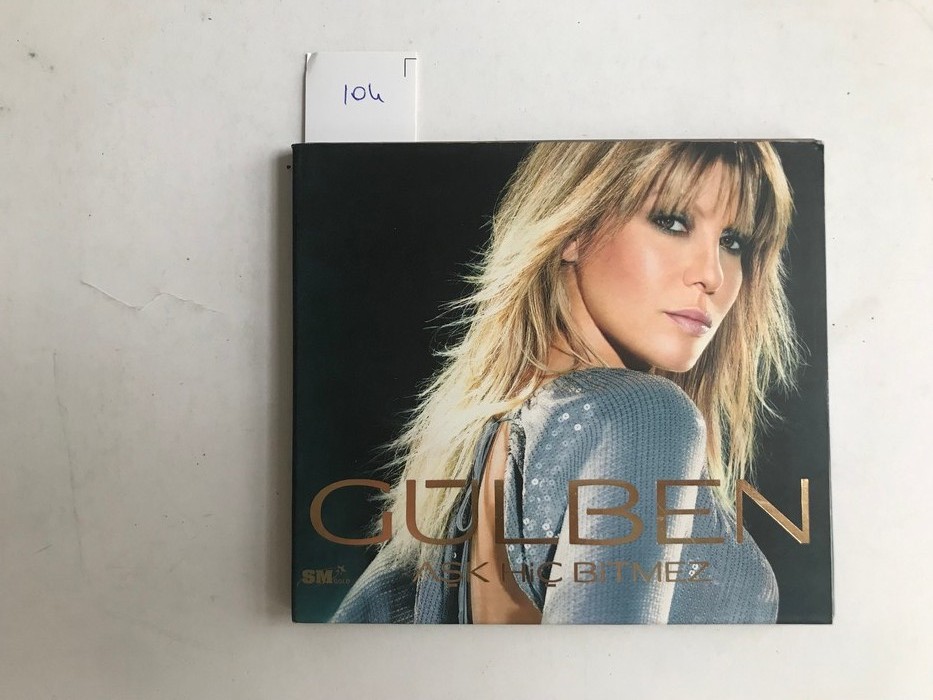 104
GÜLBEN
AŞK HİÇ BİTMEZ
SM